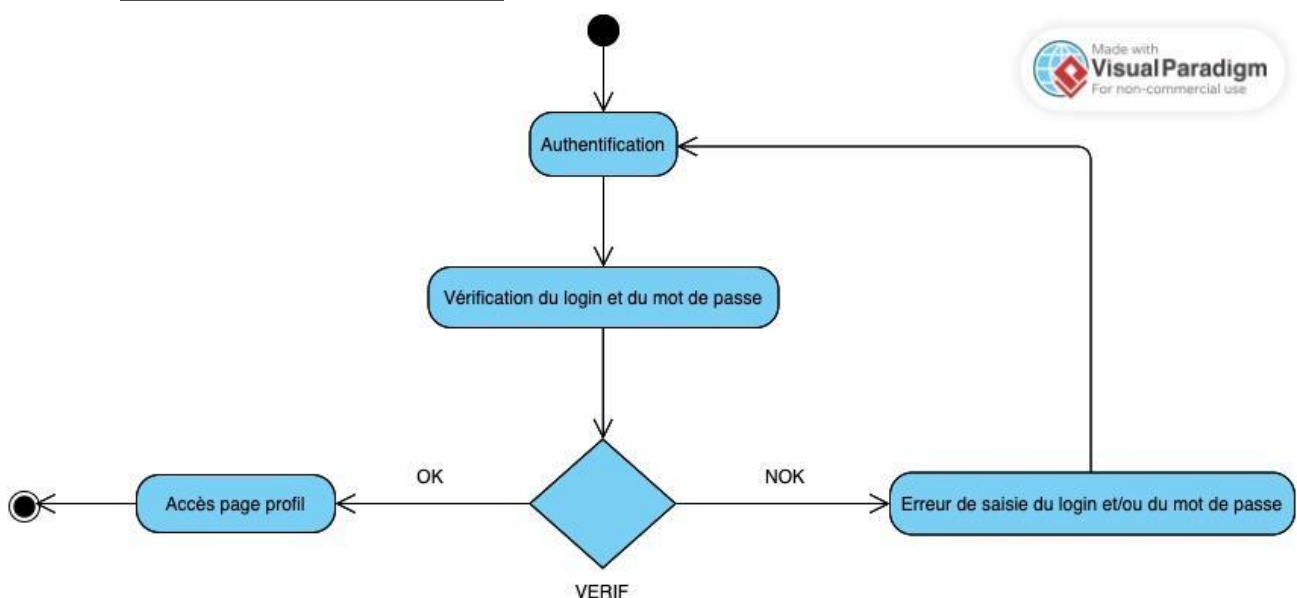 Made with
Visual Paradigm
For non-commercial use
Authentification
Vérification du login et du mot de passe
OK
NOK
Accès page profil
Erreur de saisie du login et/ou du mot de passe
VERIF